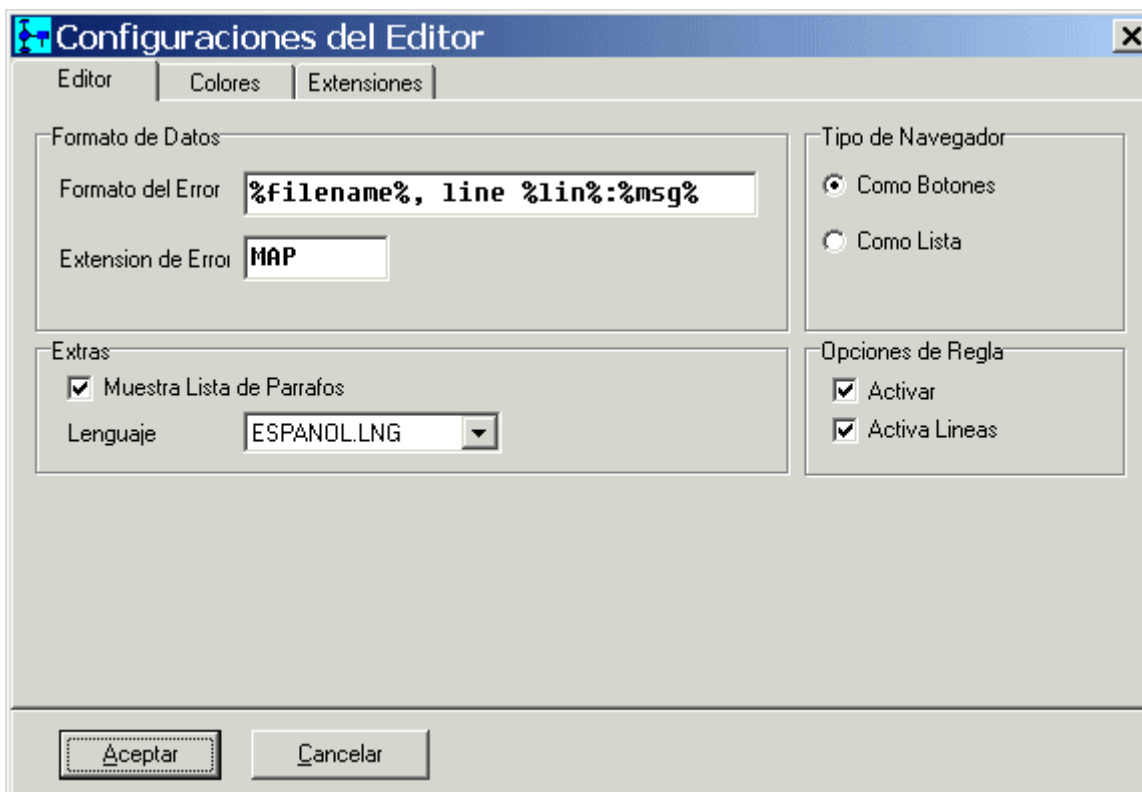 Configuraciones del Editor
Editor
Colores
Extensiones
Formato de Datos
Formato del Error
%filename%, line %lin%:%msg%
Extension de Error
MAP
Tipo de Navegador
Como Botones
Como Lista
Extras
Muestra Lista de Parrafos
Lenguaje
ESPANOL.LNG
Opciones de Regla
Activar
Activa Lineas
Aceptar
Cancelar